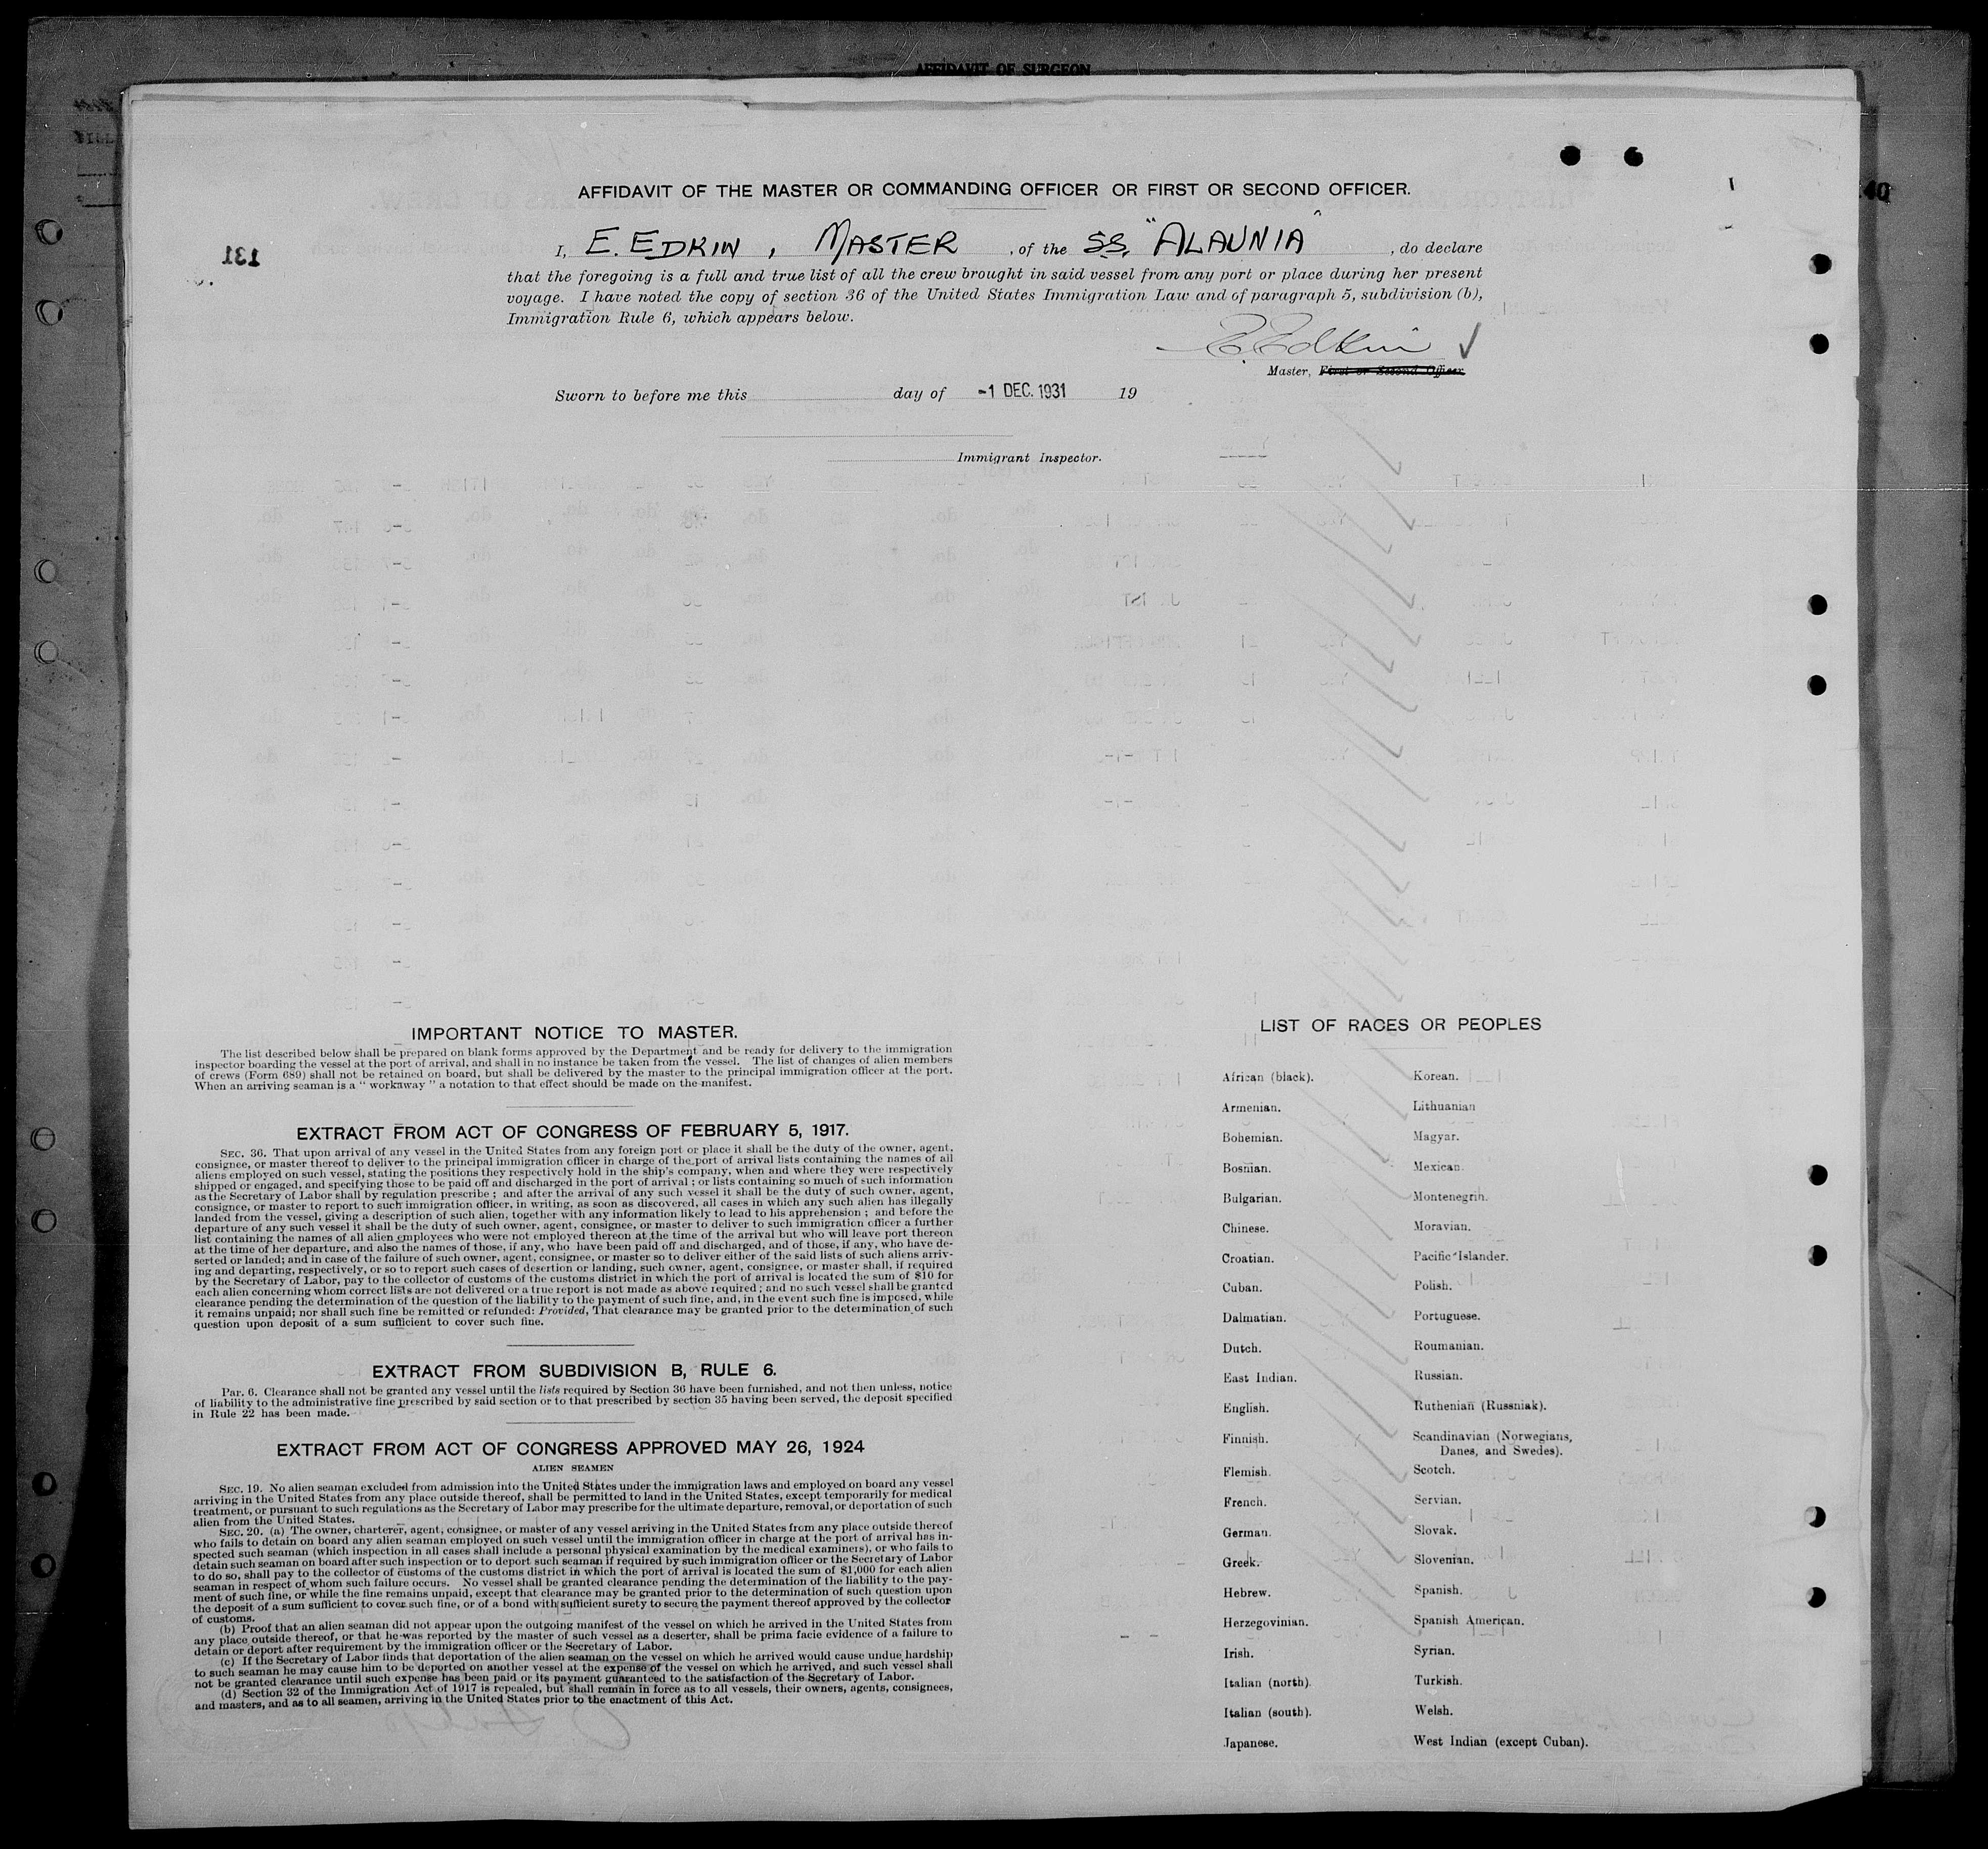 AFFIDAVIT OF SURGEON
40
AFFIDAVIT OF THE MASTER OR COMMANDING OFFICER OR FIRST OR SECOND OFFICER.
131
I, E. EDKIN, MASTER, of the S.S. "ALAUNIA", do declare
that the foregoing is a full and true list of all the crew brought in said vessel from any port or place during her present
voyage. I have noted the copy of section 36 of the United States Immigration Law and of paragraph 5, subdivision (b),
Immigration Rule 6, which appears below.
E. Edkin ✓
Master, First or Second Officer
Sworn to before me this day of -1 DEC. 1931 19
Immigrant Inspector.
IMPORTANT NOTICE TO MASTER.
The list described below shall be prepared on blank forms approved by the Department and be ready for delivery to the immigration
inspector boarding the vessel at the port of arrival, and shall in no instance be taken from the vessel. The list of changes of alien members
of crews (Form 689) shall not be retained on board, but shall be delivered by the master to the principal immigration officer at the port.
When an arriving seaman is a " workaway " a notation to that effect should be made on the manifest.
EXTRACT FROM ACT OF CONGRESS OF FEBRUARY 5, 1917.
SEC. 36. That upon arrival of any vessel in the United States from any foreign port or place it shall be the duty of the owner, agent,
consignee, or master thereof to deliver to the principal immigration officer in charge of the port of arrival lists containing the names of all
aliens employed on such vessel, stating the positions they respectively hold in the ship's company, when and where they were respectively
shipped or engaged, and specifying those to be paid off and discharged in the port of arrival ; or lists containing so much of such information
as the Secretary of Labor shall by regulation prescribe ; and after the arrival of any such vessel it shall be the duty of such owner, agent,
consignee, or master to report to such immigration officer, in writing, as soon as discovered, all cases in which any such alien has illegally
landed from the vessel, giving a description of such alien, together with any information likely to lead to his apprehension ; and before the
departure of any such vessel it shall be the duty of such owner, agent, consignee, or master to deliver to such immigration officer a further
list containing the names of all alien employees who were not employed thereon at the time of the arrival but who will leave port thereon
at the time of her departure, and also the names of those, if any, who have been paid off and discharged, and of those, if any, who have de-
serted or landed; and in case of the failure of such owner, agent, consignee, or master so to deliver either of the said lists of such aliens arriv-
ing and departing, respectively, or so to report such cases of desertion or landing, such owner, agent, consignee, or master shall, if required
by the Secretary of Labor, pay to the collector of customs of the customs district in which the port of arrival is located the sum of $10 for
each alien concerning whom correct lists are not delivered or a true report is not made as above required ; and no such vessel shall be granted
clearance pending the determination of the question of the liability to the payment of such fine, and, in the event such fine is imposed, while
it remains unpaid; nor shall such fine be remitted or refunded: Provided, That clearance may be granted prior to the determination of such
question upon deposit of a sum sufficient to cover such fine.
EXTRACT FROM SUBDIVISION B, RULE 6.
Par. 6. Clearance shall not be granted any vessel until the lists required by Section 36 have been furnished, and not then unless, notice
of liability to the administrative fine prescribed by said section or to that prescribed by section 35 having been served, the deposit specified
in Rule 22 has been made.
EXTRACT FROM ACT OF CONGRESS APPROVED MAY 26, 1924
ALIEN SEAMEN
SEC. 19. No alien seaman excluded from admission into the United States under the immigration laws and employed on board any vessel
arriving in the United States from any place outside thereof, shall be permitted to land in the United States, except temporarily for medical
treatment, or pursuant to such regulations as the Secretary of Labor may prescribe for the ultimate departure, removal, or deportation of such
alien from the United States.
SEC. 20. (a) The owner, charterer, agent, consignee, or master of any vessel arriving in the United States from any place outside thereof
who fails to detain on board any alien seaman employed on such vessel until the immigration officer in charge at the port of arrival has in-
spected such seaman (which inspection in all cases shall include a personal physical examination by the medical examiners), or who fails to
detain such seaman on board after such inspection or to deport such seaman if required by such immigration officer or the Secretary of Labor
to do so, shall pay to the collector of customs of the customs district in which the port of arrival is located the sum of $1,000 for each alien
seaman in respect of whom such failure occurs. No vessel shall be granted clearance pending the determination of the liability to the pay-
ment of such fine, or while the fine remains unpaid, except that clearance may be granted prior to the determination of such question upon
the deposit of a sum sufficient to cover such fine, or of a bond with sufficient surety to secure the payment thereof approved by the collector
of customs.
(b) Proof that an alien seaman did not appear upon the outgoing manifest of the vessel on which he arrived in the United States from
any place outside thereof, or that he was reported by the master of such vessel as a deserter, shall be prima facie evidence of a failure to
detain or deport after requirement by the immigration officer or the Secretary of Labor.
(c) If the Secretary of Labor finds that deportation of the alien seaman on the vessel on which he arrived would cause undue hardship
to such seaman he may cause him to be deported on another vessel at the expense of the vessel on which he arrived, and such vessel shall
not be granted clearance until such expense has been paid or its payment guaranteed to the satisfaction of the Secretary of Labor.
(d) Section 32 of the Immigration Act of 1917 is repealed, but shall remain in force as to all vessels, their owners, agents, consignees,
and masters, and as to all seamen, arriving in the United States prior to the enactment of this Act.
LIST OF RACES OR PEOPLES
African (black).
Armenian.
Bohemian.
Bosnian.
Bulgarian.
Chinese.
Croatian.
Cuban.
Dalmatian.
Dutch.
East Indian.
English.
Finnish.
Flemish.
French.
German.
Greek.
Hebrew.
Herzegovinian.
Irish.
Italian (north).
Italian (south).
Japanese.
Korean.
Lithuanian
Magyar.
Mexican.
Montenegrin.
Moravian.
Pacific Islander.
Polish.
Portuguese.
Roumanian.
Russian.
Ruthenian (Russniak).
Scandinavian (Norwegians,
Danes, and Swedes).
Scotch.
Servian.
Slovak.
Slovenian.
Spanish.
Spanish American.
Syrian.
Turkish.
Welsh.
West Indian (except Cuban).